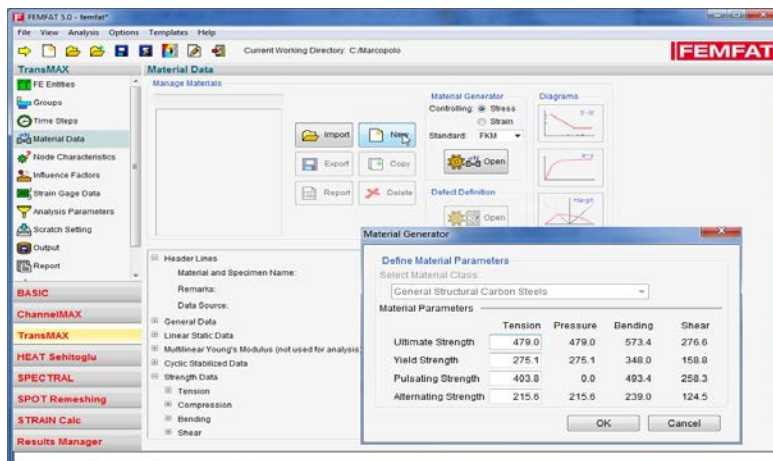 FEMFAT 5.0 - femfat*
File View Analysis Options Templates Help
Current Working Directory: C:/Marcopolo
FEMFAT
TransMAX
FE Entities
Groups
Time Steps
Material Data
Node Characteristics
Influence Factors
Strain Gage Data
Analysis Parameters
Scratch Setting
Output
Report
BASIC
ChannelMAX
TransMAX
HEAT Sehitoglu
SPECTRAL
SPOT Remeshing
STRAIN Calc
Results Manager
Material Data
Manage Materials
Import New
Export Copy
Report Delete
Material Generator
Controlling: Stress
Strain
Standard: FKM
Open
Defect Definition
Open
Diagrams
Header Lines
Material and Specimen Name:
Remarks:
Data Source:
General Data
Linear Static Data
Multilinear Young's Modulus (not used for analysis)
Cyclic Stabilized Data
Strength Data
Tension
Compression
Bending
Shear
Material Generator
Define Material Parameters
Select Material Class:
General Structural Carbon Steels
Material Parameters
Tension Pressure Bending Shear
Ultimate Strength 479.0 479.0 573.4 276.6
Yield Strength 275.1 275.1 348.0 158.8
Pulsating Strength 403.8 0.0 493.4 258.3
Alternating Strength 215.6 215.6 239.0 124.5
OK Cancel